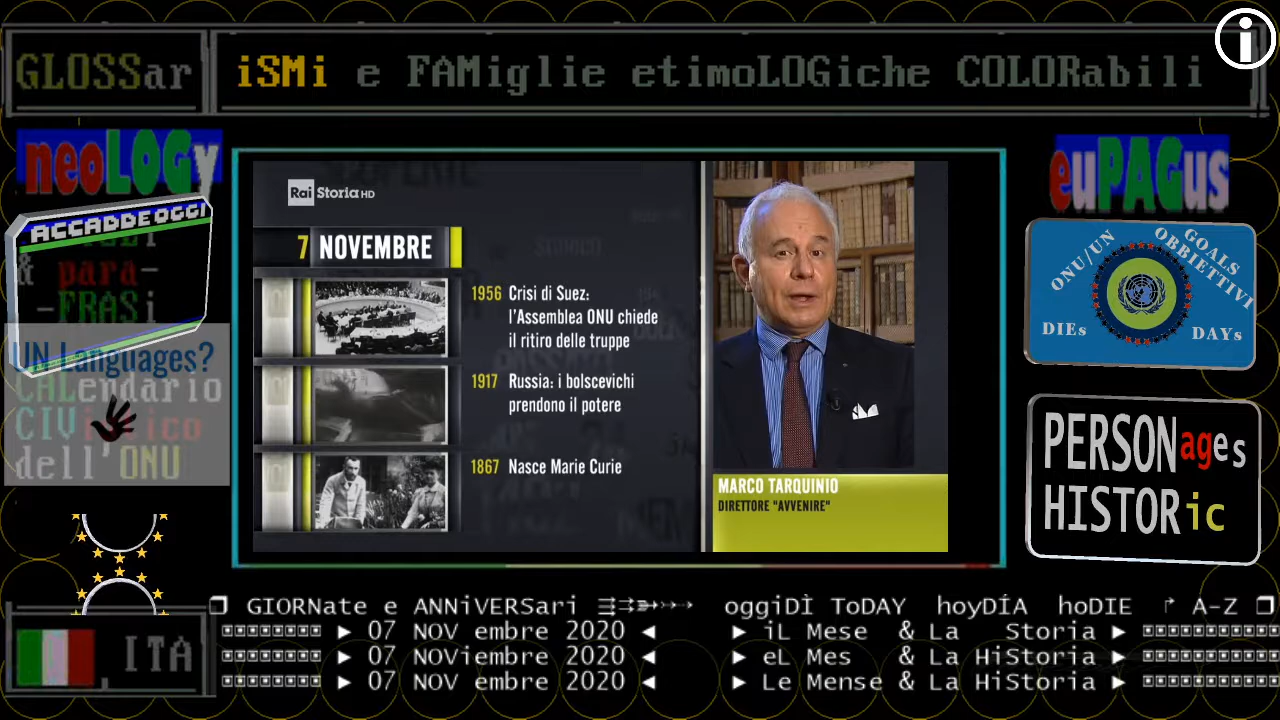 GLOSSar
iSMi e FAMiglie etimoLOGiche COLORabili
neoLOGy
euPAGus
ACCADDE OGGI
& para-
-FRASi
UN Languages?
CALendario
CIVi
dell'ONU
Rai Storia HD
7 NOVEMBRE
1956 Crisi di Suez:
l'Assemblea ONU chiede
il ritiro delle truppe
1917 Russia: i bolscevichi
prendono il potere
1867 Nasce Marie Curie
MARCO TARQUINIO
DIRETTORE "AVVENIRE"
ONU/UN
GOALS
OBBIETTIVI
DIEs
DAYs
PERSONages
HISTORic
GIORNate e ANNiVERSari
oggiDÌ ToDAY hoyDÍA hoDIE A-Z
07 NOV embre 2020
iL Mese & La Storia
07 NOViembre 2020
eL Mes & La HiStoria
07 NOV embre 2020
Le Mense & La HiStoria
ITA